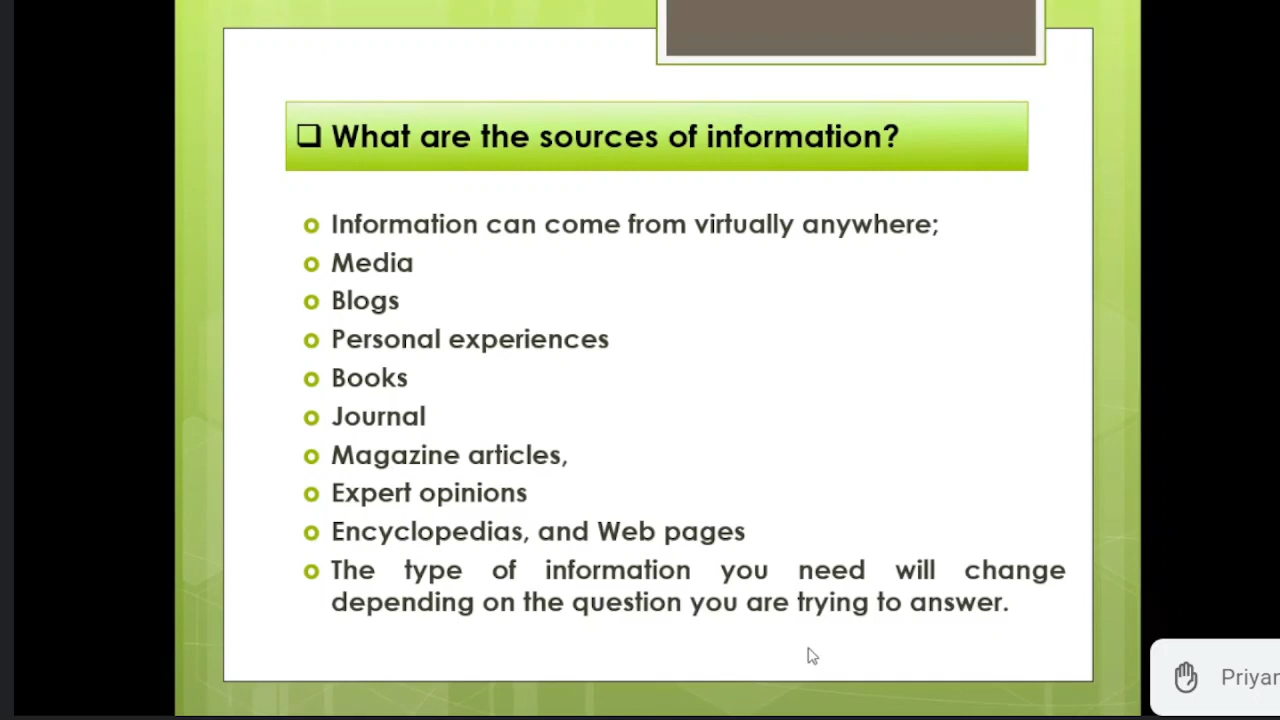 What are the sources of information?
Information can come from virtually anywhere;
Media
Blogs
Personal experiences
Books
Journal
Magazine articles,
Expert opinions
Encyclopedias, and Web pages
The type of information you need will change
depending on the question you are trying to answer.